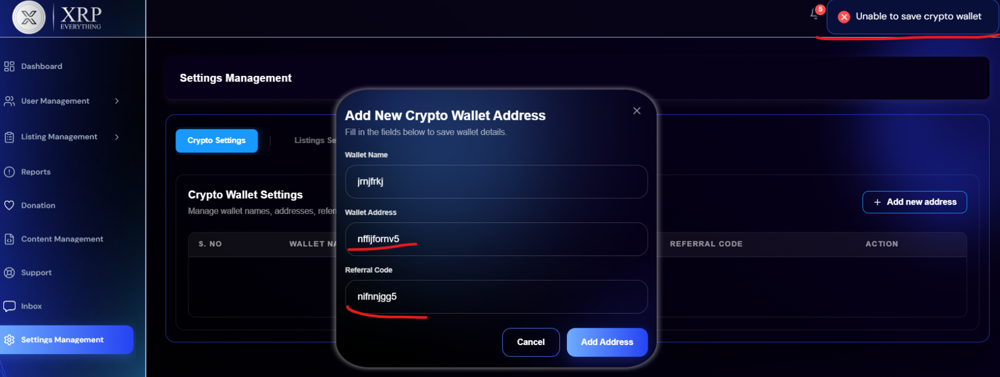 XRP
EVERYTHING
5
Unable to save crypto wallet
Dashboard
User Management
Listing Management
Reports
Donation
Content Management
Support
Inbox
Settings Management
Settings Management
Crypto Settings
Listings Se
Crypto Wallet Settings
Manage wallet names, addresses, refer
Add new address
S. NO
WALLET NA
REFERRAL CODE
ACTION
Add New Crypto Wallet Address
Fill in the fields below to save wallet details.
Wallet Name
jrnjfrkj
Wallet Address
nffijfornv5
Referral Code
nifnnjgg5
Cancel
Add Address